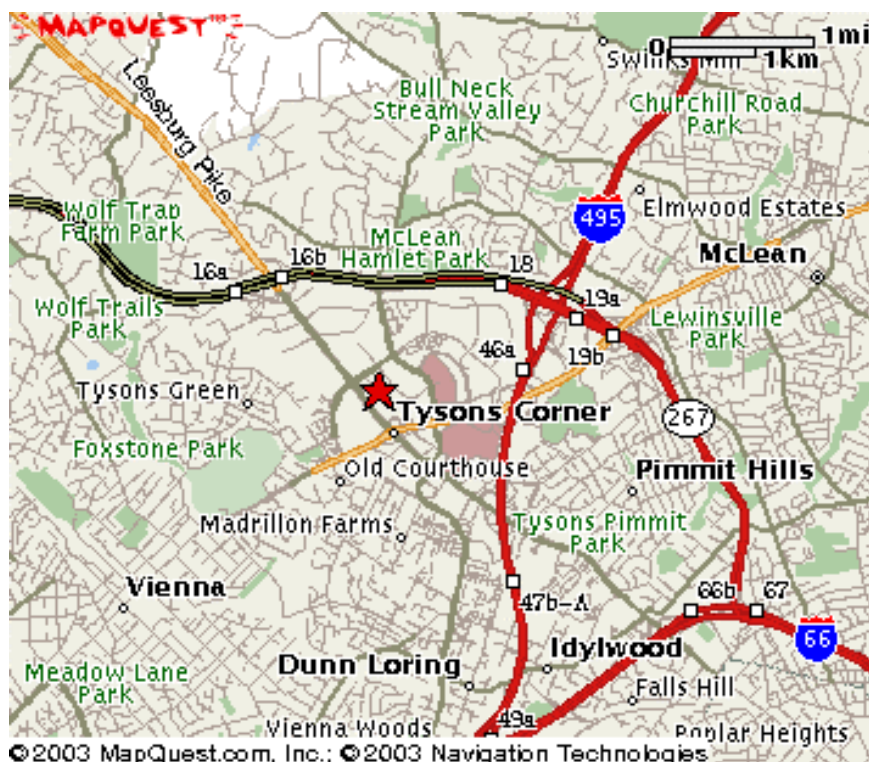 MAPQUEST
0 1mi
1km
Swinks Mill
Leesburg Pike
Bull Neck
Stream Valley
Park
Churchill Road
Park
495
Elmwood Estates
Wolf Trap
Farm Park
McLean
Hamlet Park
McLean
16a
16b
18
19a
Wolf Trails
Park
Lewinsville
Park
46a
19b
Tysons Green
Tysons Corner
267
Foxstone Park
Old Courthouse
Pimmit Hills
Madrillon Farms
Tysons Pimmit
Park
Vienna
47b-A
66b
67
66
Dunn Loring
Idylwood
Meadow Lane
Park
Falls Hill
Vienna Woods
49a
Poplar Heights
©2003 MapQuest.com, Inc.; ©2003 Navigation Technologies